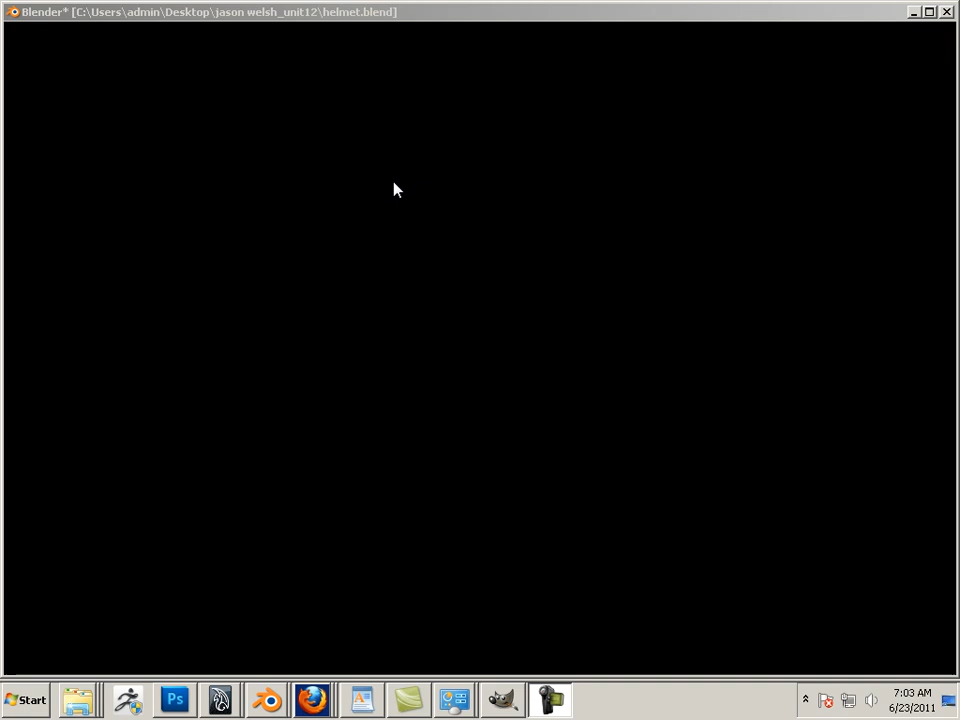 Blender* [C:\Users\admin\Desktop\jason welsh_unit12\helmet.blend]
Start
Ps
7:03 AM
6/23/2011